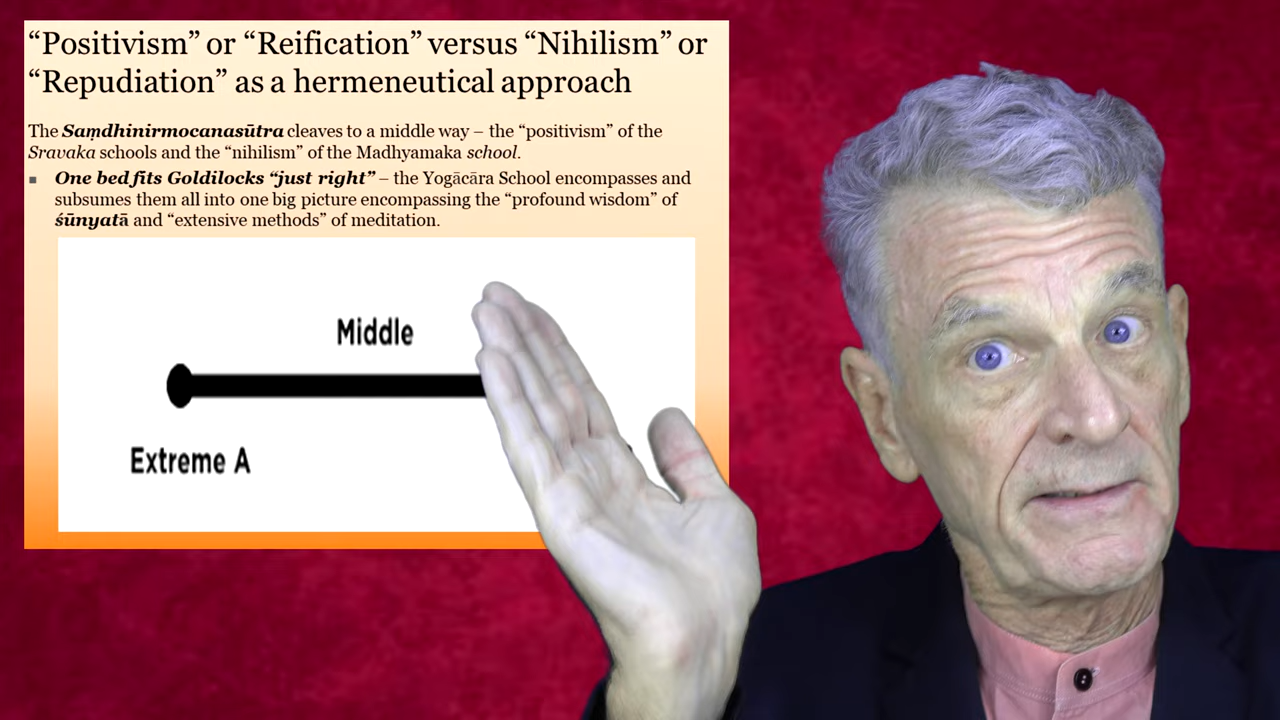 “Positivism” or “Reification” versus “Nihilism” or
“Repudiation” as a hermeneutical approach
The Saṃdhinirmocanasūtra cleaves to a middle way – the “positivism” of the
Sravaka schools and the “nihilism” of the Madhyamaka school.
▪ One bed fits Goldilocks “just right” – the Yogācāra School encompasses and
subsumes them all into one big picture encompassing the “profound wisdom” of
śūnyatā and “extensive methods” of meditation.
Middle
Extreme A